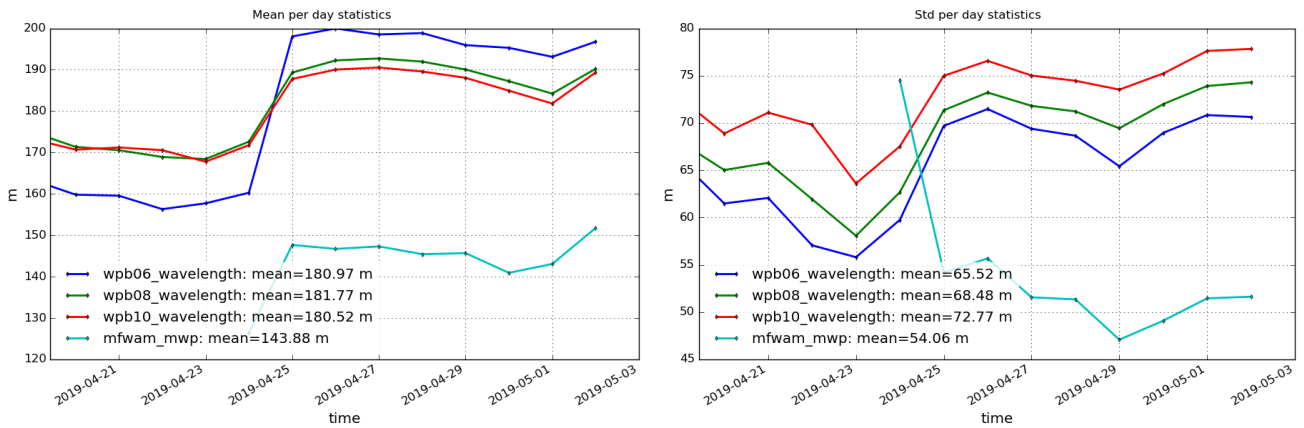 Mean per day statistics
200
190
180
170
160
150
140
130
120
m
wpb06_wavelength: mean=180.97 m
wpb08_wavelength: mean=181.77 m
wpb10_wavelength: mean=180.52 m
mfwam_mwp: mean=143.88 m
2019-04-21
2019-04-23
2019-04-25
2019-04-27
2019-04-29
2019-05-01
2019-05-03
time
Std per day statistics
80
75
70
65
60
55
50
45
m
wpb06_wavelength: mean=65.52 m
wpb08_wavelength: mean=68.48 m
wpb10_wavelength: mean=72.77 m
mfwam_mwp: mean=54.06 m
2019-04-21
2019-04-23
2019-04-25
2019-04-27
2019-04-29
2019-05-01
2019-05-03
time